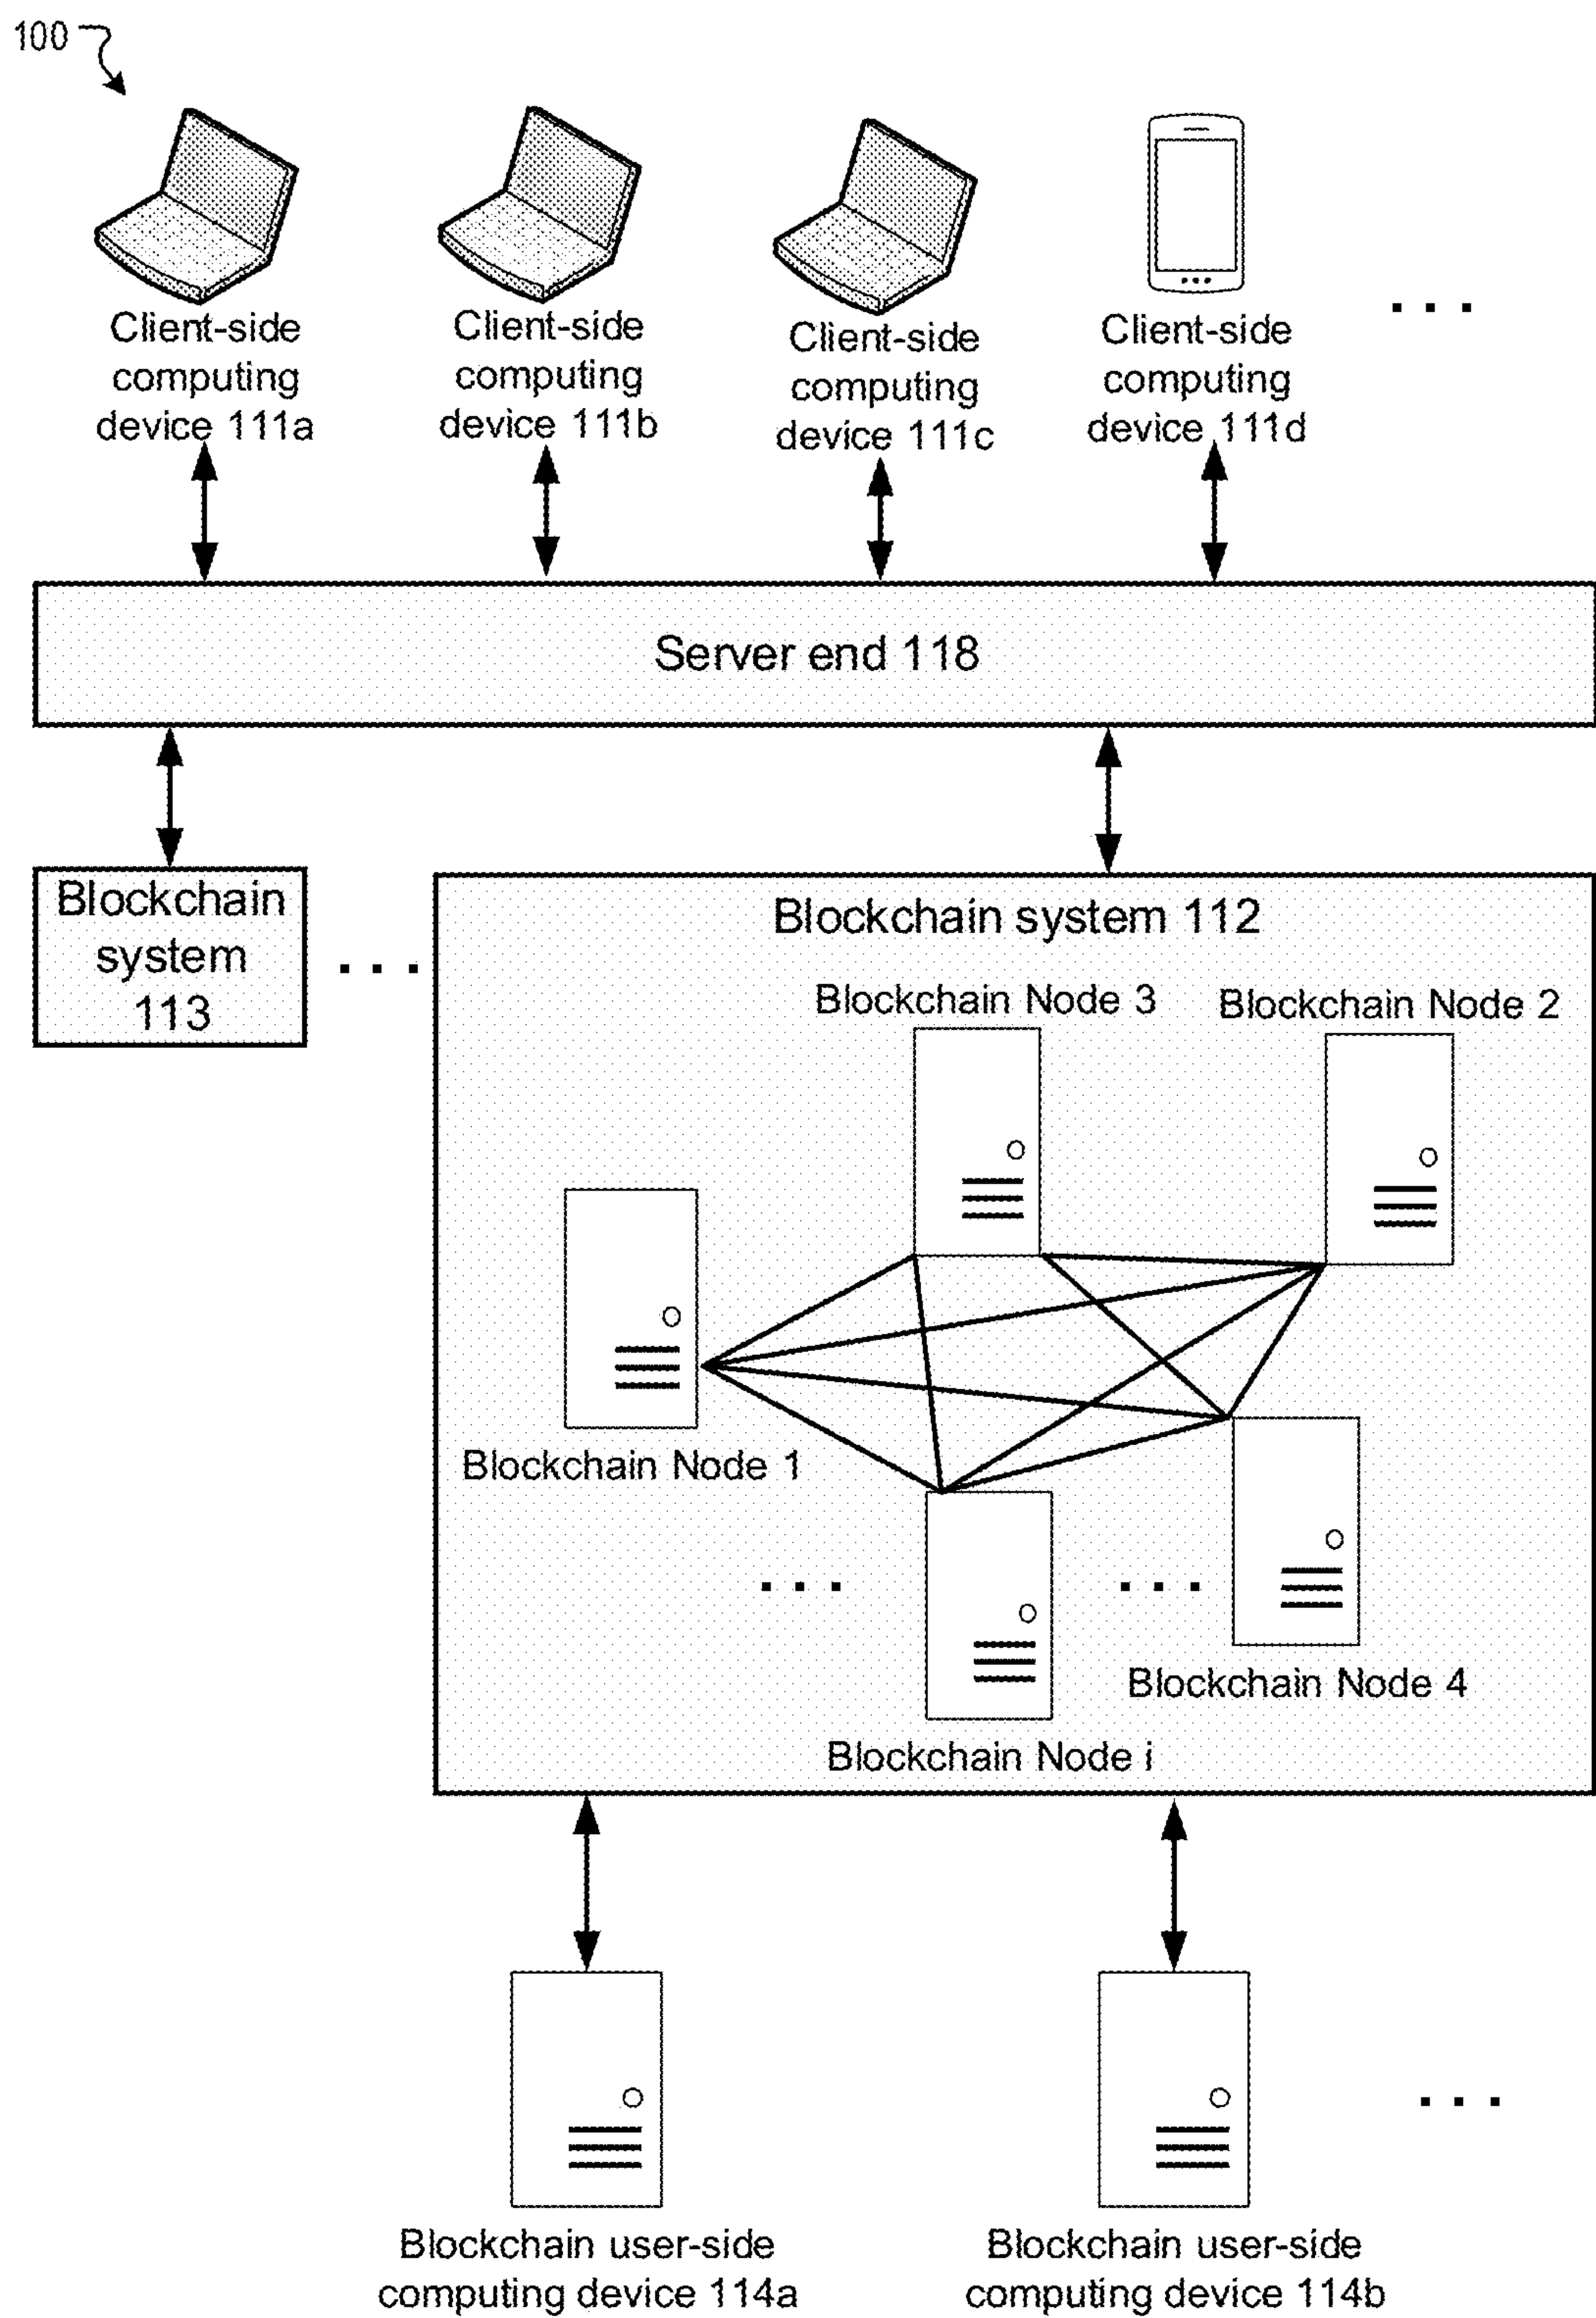 100
Client-side
computing
device 111a
Client-side
computing
device 111b
Client-side
computing
device 111c
Client-side
computing
device 111d
. . .
Server end 118
Blockchain
system
113
. . .
Blockchain system 112
Blockchain Node 3
Blockchain Node 2
Blockchain Node 1
. . .
. . .
Blockchain Node 4
Blockchain Node i
. . .
Blockchain user-side
computing device 114a
Blockchain user-side
computing device 114b